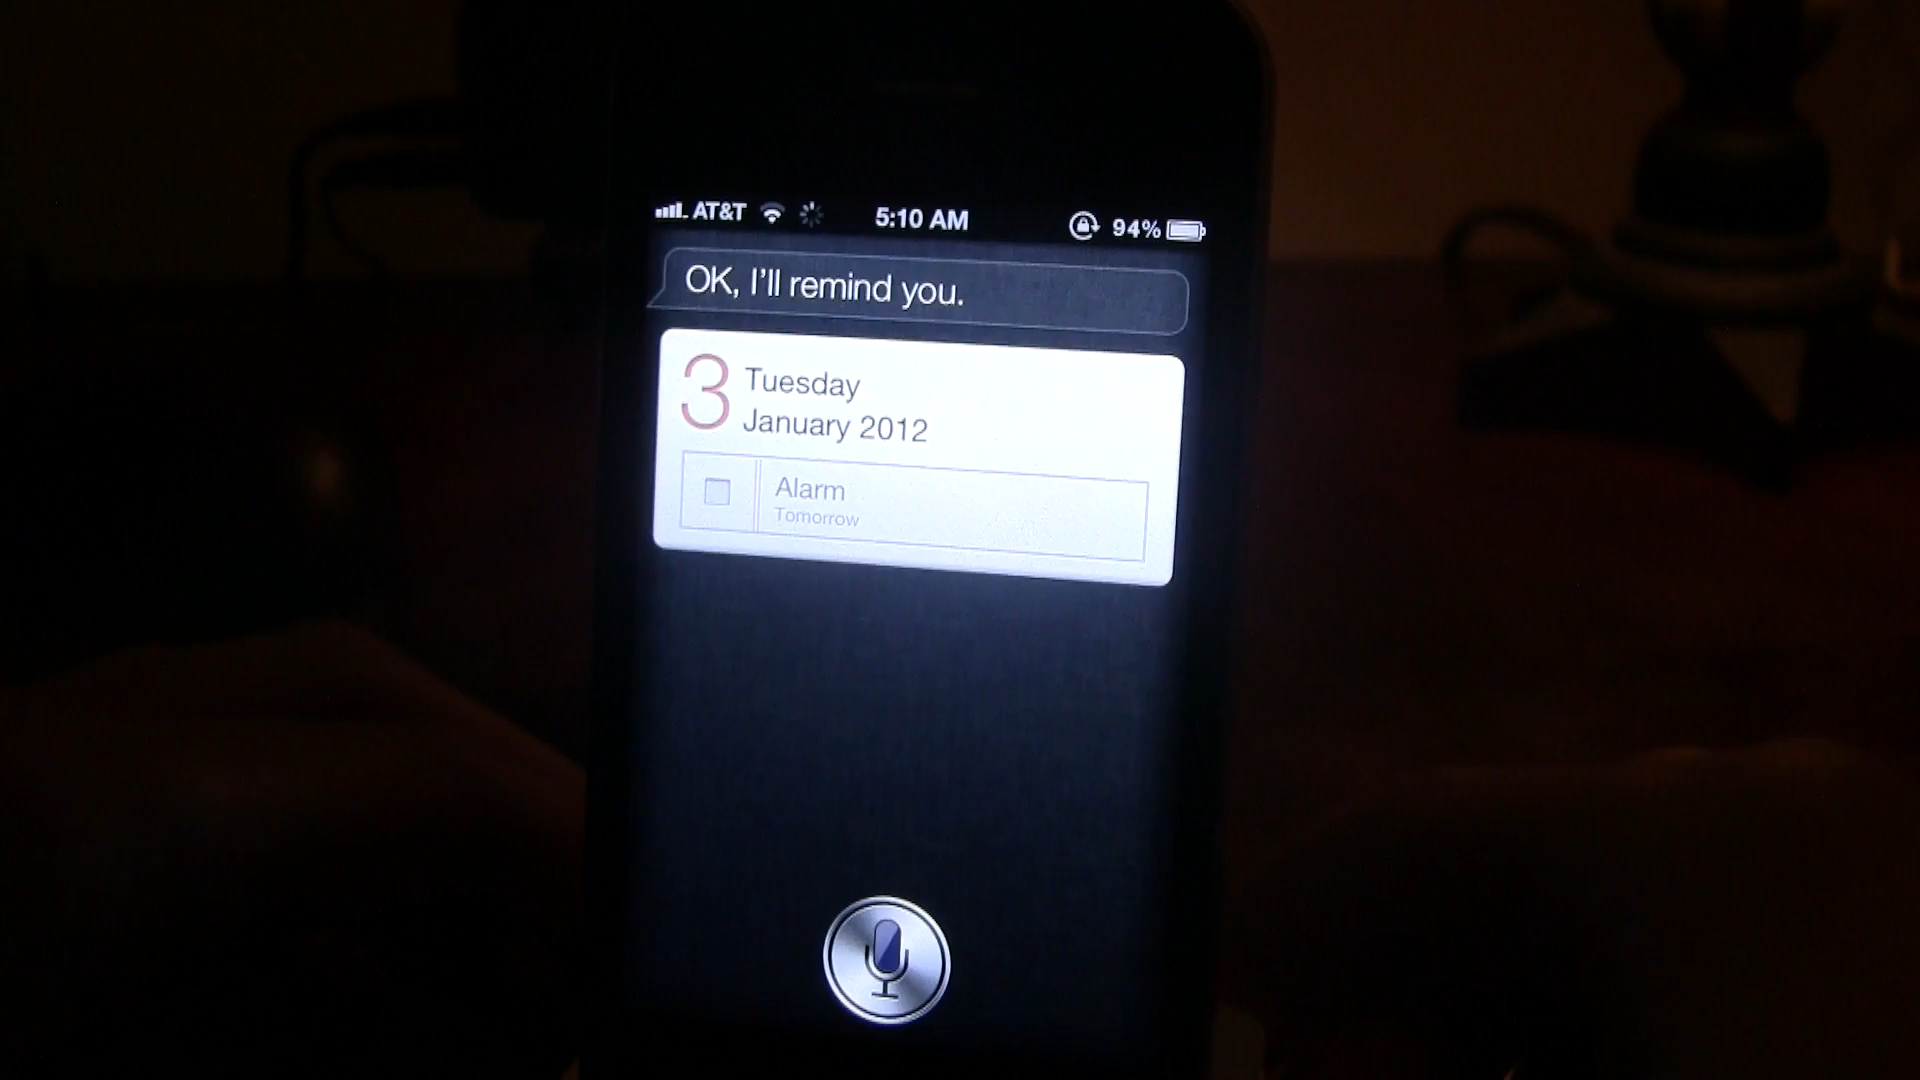 AT&T 5:10 AM 94%
OK, I'll remind you.
3 Tuesday
January 2012
Alarm
Tomorrow